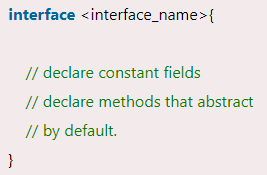 interface <interface_name>{
// declare constant fields
// declare methods that abstract
// by default.
}